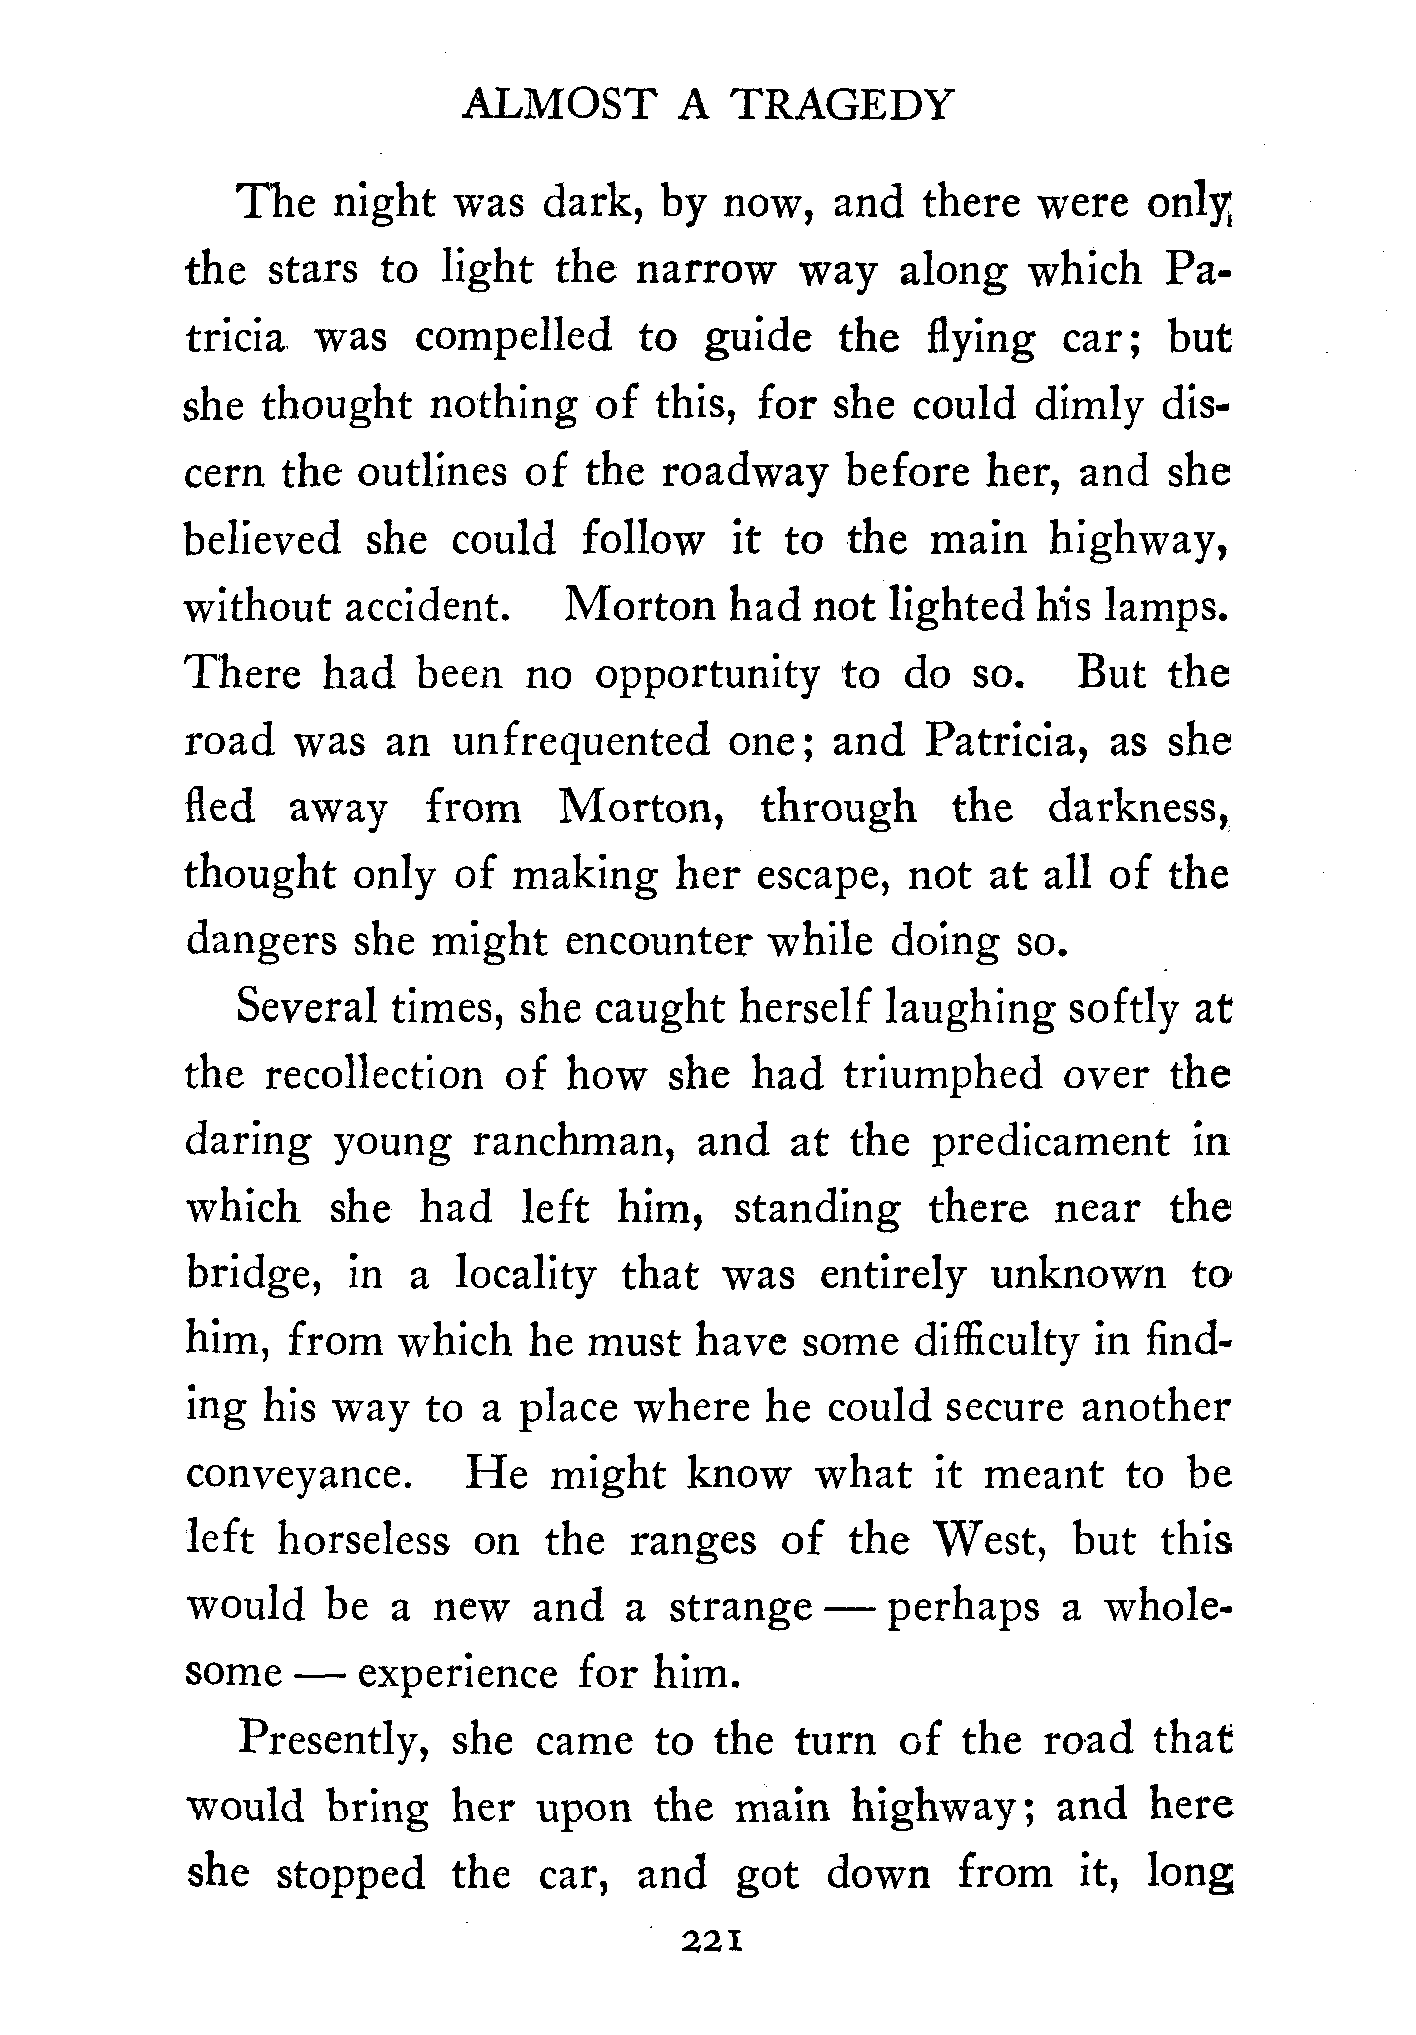 ALMOST A TRAGEDY
The night was dark, by now, and there were only
the stars to light the narrow way along which Pa-
tricia was compelled to guide the flying car; but
she thought nothing of this, for she could dimly dis-
cern the outlines of the roadway before her, and she
believed she could follow it to the main highway,
without accident. Morton had not lighted his lamps.
There had been no opportunity to do so. But the
road was an unfrequented one; and Patricia, as she
fled away from Morton, through the darkness,
thought only of making her escape, not at all of the
dangers she might encounter while doing so.
Several times, she caught herself laughing softly at
the recollection of how she had triumphed over the
daring young ranchman, and at the predicament in
which she had left him, standing there near the
bridge, in a locality that was entirely unknown to
him, from which he must have some difficulty in find-
ing his way to a place where he could secure another
conveyance. He might know what it meant to be
left horseless on the ranges of the West, but this
would be a new and a strange — perhaps a whole-
some — experience for him.
Presently, she came to the turn of the road that
would bring her upon the main highway; and here
she stopped the car, and got down from it, long
221